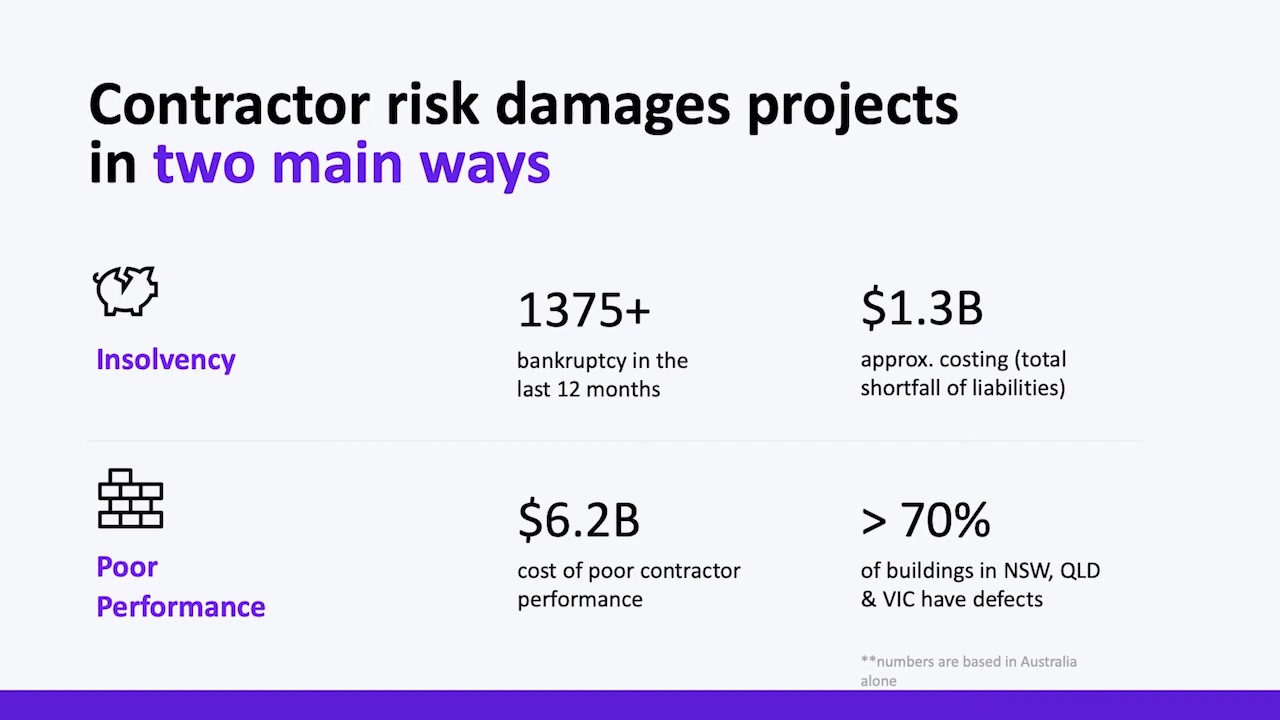 Contractor risk damages projects
in two main ways
Insolvency
1375+
bankruptcy in the
last 12 months
$1.3B
approx. costing (total
shortfall of liabilities)
Poor
Performance
$6.2B
cost of poor contractor
performance
> 70%
of buildings in NSW, QLD
& VIC have defects
**numbers are based in Australia
alone